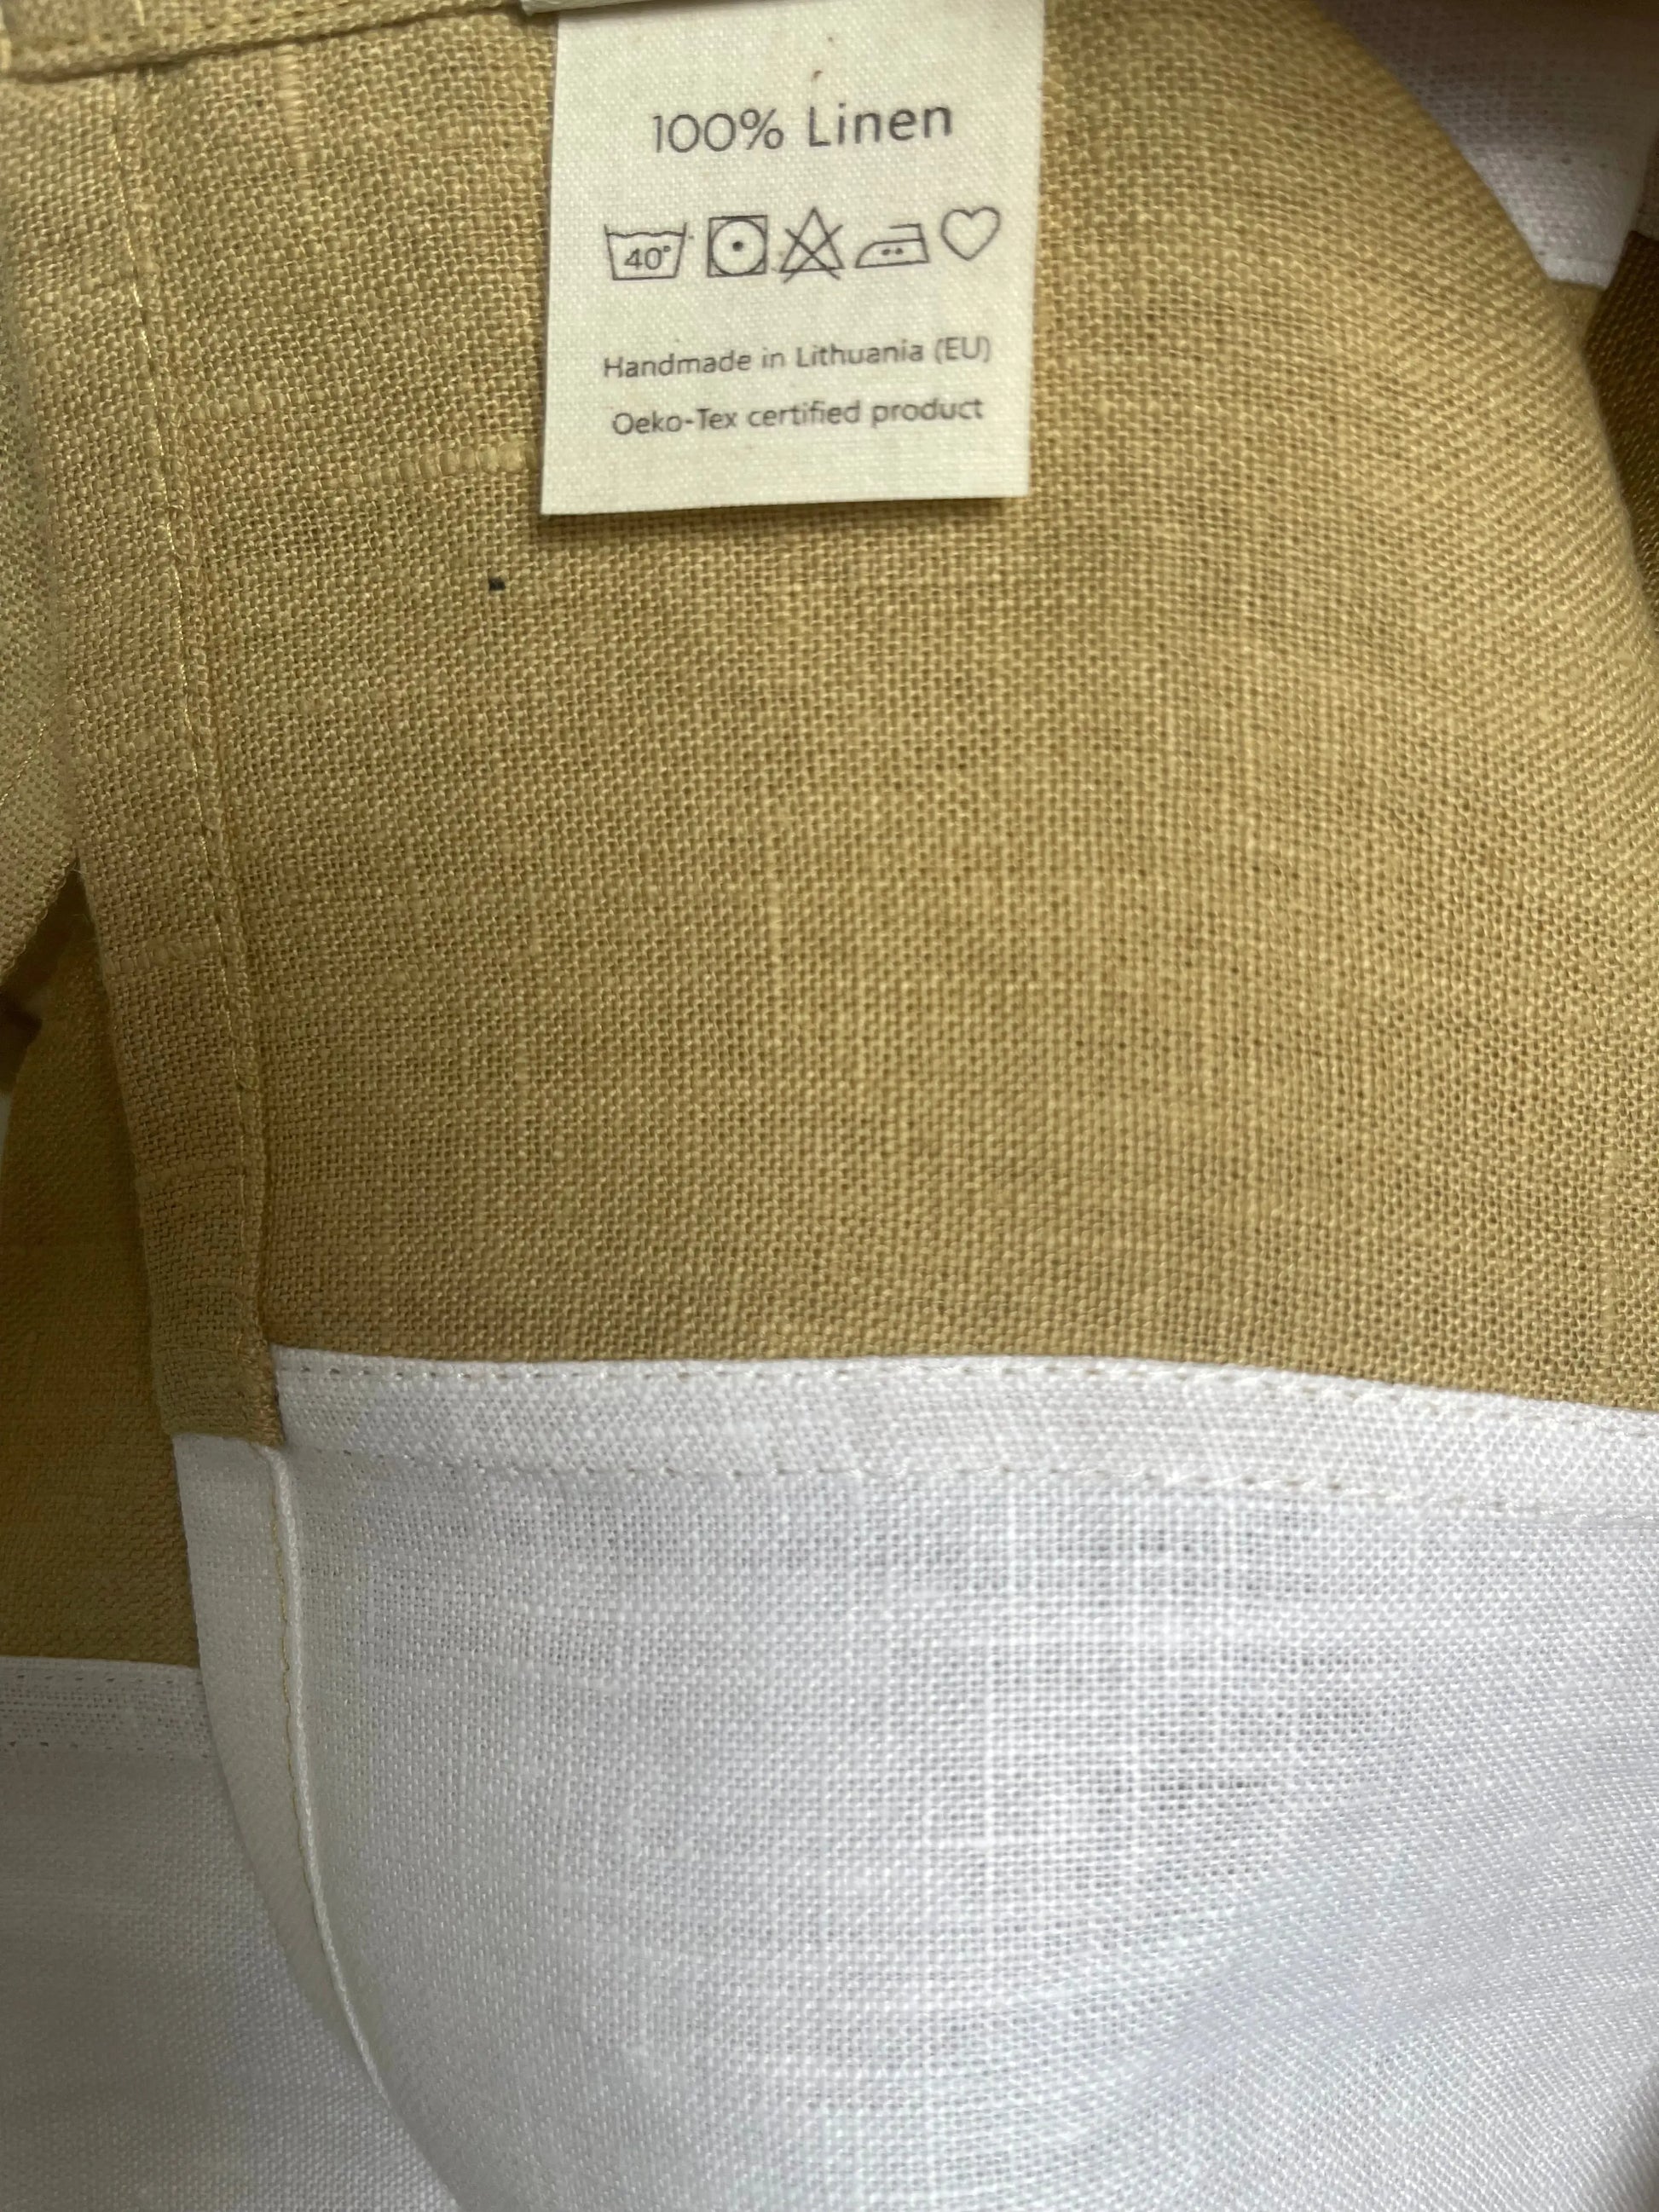 100% Linen
40°
Handmade in Lithuania (EU)
Oeko-Tex certified product